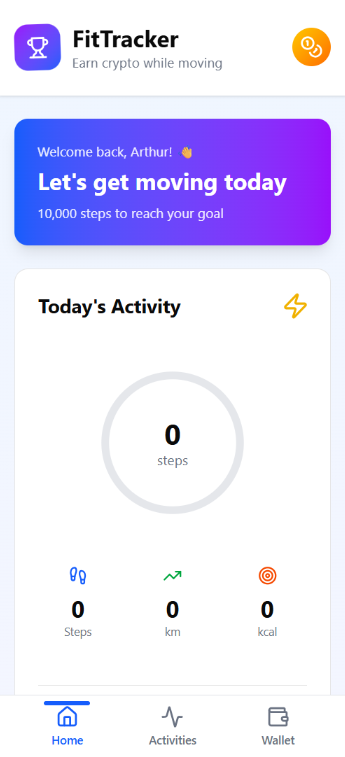 FitTracker
Earn crypto while moving
Welcome back, Arthur! 👋
Let's get moving today
10,000 steps to reach your goal
Today's Activity
0
steps
0 0 0
Steps km kcal
Home Activities Wallet